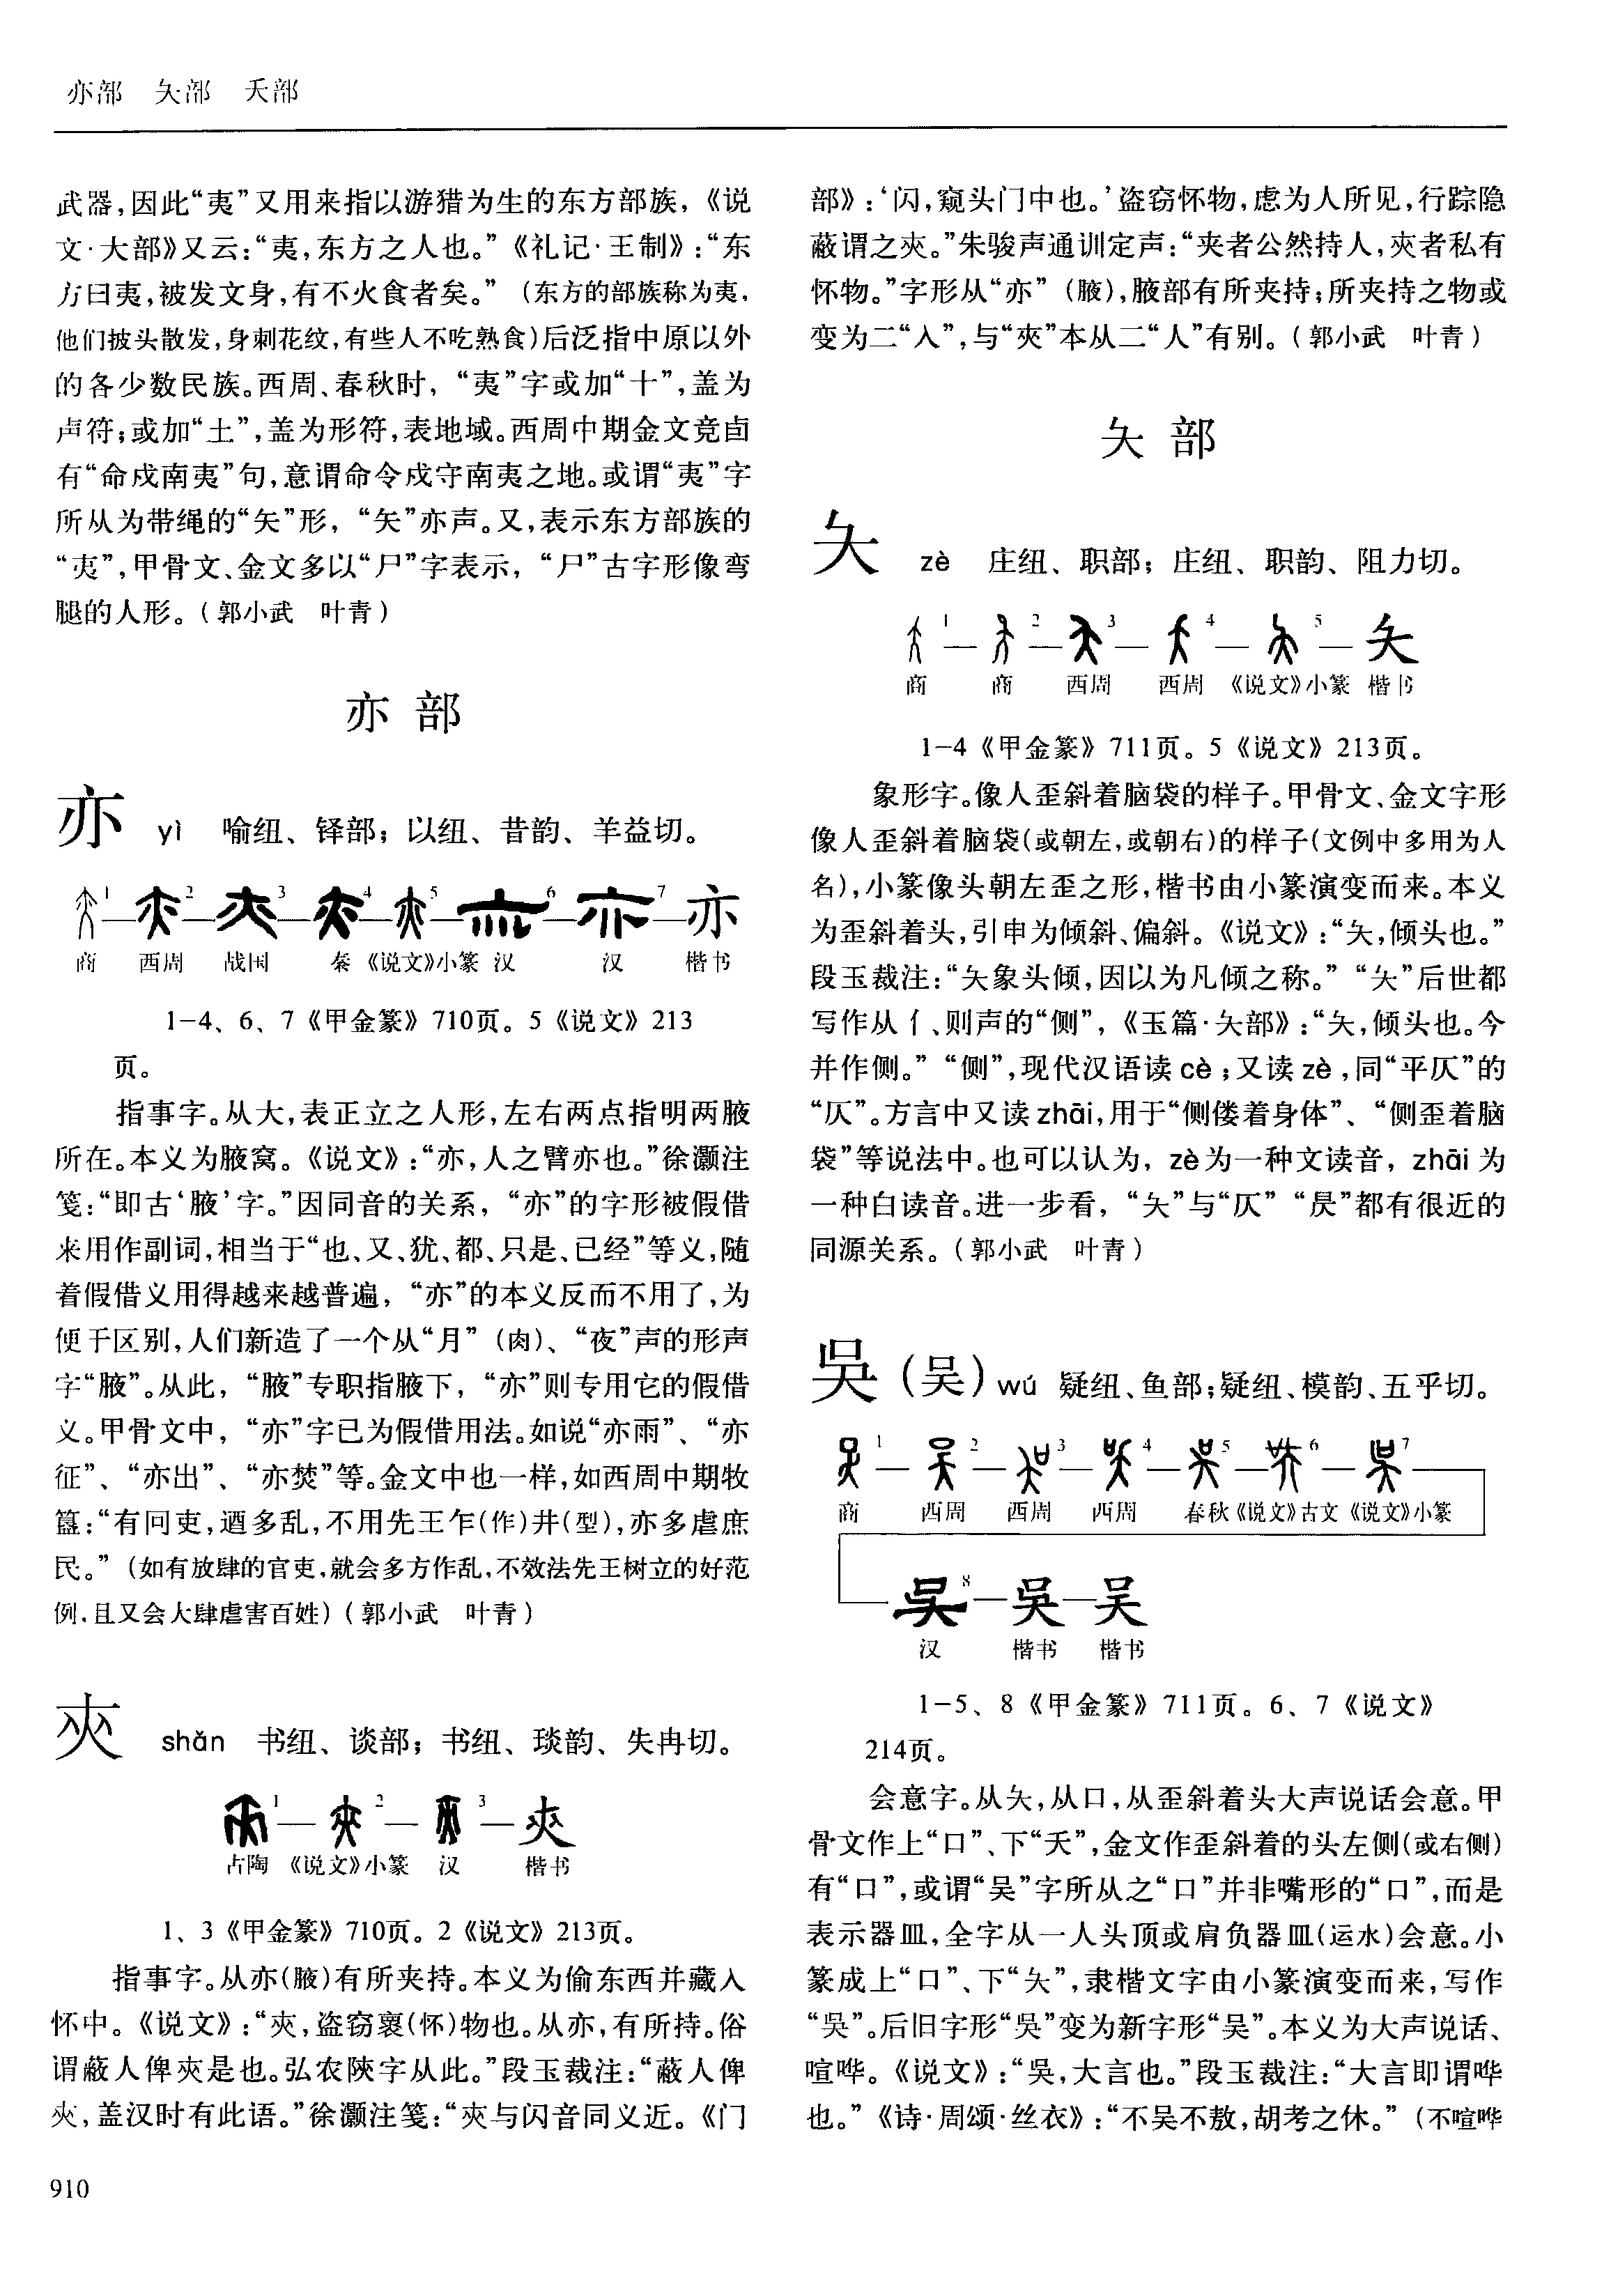 亦部　夨部　夭部
武器,因此“夷”又用来指以游猎为生的东方部族,《说
文·大部》又云:“夷,东方之人也。”《礼记·王制》:“东
方曰夷,被发文身,有不火食者矣。”(东方的部族称为夷,
他们披头散发,身刺花纹,有些人不吃熟食)后泛指中原以外
的各少数民族。西周、春秋时,“夷”字或加“十”,盖为
声符;或加“土”,盖为形符,表地域。西周中期金文竞卣
有“命戍南夷”句,意谓命令戍守南夷之地。或谓“夷”字
所从为带绳的“矢”形,“矢”亦声。又,表示东方部族的
“夷”,甲骨文、金文多以“尸”字表示,“尸”古字形像弯
腿的人形。(郭小武　叶青)
亦部
亦 yì 喻纽、铎部;以纽、昔韵、羊益切。
1—2—3—4—5—6—7—亦
商 西周 战国 秦 《说文》小篆 汉 汉 楷书
1-4、6、7《甲金篆》710页。5《说文》213
页。
指事字。从大,表正立之人形,左右两点指明两腋
所在。本义为腋窝。《说文》:“亦,人之臂亦也。”徐灏注
笺:“即古‘腋’字。”因同音的关系,“亦”的字形被假借
来用作副词,相当于“也、又、犹、都、只是、已经”等义,随
着假借义用得越来越普遍,“亦”的本义反而不用了,为
便于区别,人们新造了一个从“月”(肉)、“夜”声的形声
字“腋”。从此,“腋”专职指腋下,“亦”则专用它的假借
义。甲骨文中,“亦”字已为假借用法。如说“亦雨”、“亦
征”、“亦出”、“亦焚”等。金文中也一样,如西周中期牧
簋:“有冋吏,迺多乱,不用先王乍(作)井(型),亦多虐庶
民。”(如有放肆的官吏,就会多方作乱,不效法先王树立的好范
例,且又会大肆虐害百姓)(郭小武　叶青)
㚒 shǎn 书纽、谈部;书纽、琰韵、失冉切。
1—2—3—㚒
古陶 《说文》小篆 汉 楷书
1、3《甲金篆》710页。2《说文》213页。
指事字。从亦(腋)有所夹持。本义为偷东西并藏入
怀中。《说文》:“㚒,盗窃褱(怀)物也。从亦,有所持。俗
谓蔽人俾㚒是也。弘农陕字从此。”段玉裁注:“蔽人俾
㚒,盖汉时有此语。”徐灏注笺:“㚒与闪音同义近。《门
部》:‘闪,窥头门中也。’盗窃怀物,虑为人所见,行踪隐
蔽谓之㚒。”朱骏声通训定声:“夹者公然持人,㚒者私有
怀物。”字形从“亦”(腋),腋部有所夹持;所夹持之物或
变为二“入”,与“夾”本从二“人”有别。(郭小武　叶青)
夨部
夨 zè 庄纽、职部;庄纽、职韵、阻力切。
1—2—3—4—5—夨
商 商 西周 西周 《说文》小篆 楷书
1-4《甲金篆》711页。5《说文》213页。
象形字。像人歪斜着脑袋的样子。甲骨文、金文字形
像人歪斜着脑袋(或朝左,或朝右)的样子(文例中多用为人
名),小篆像头朝左歪之形,楷书由小篆演变而来。本义
为歪斜着头,引申为倾斜、偏斜。《说文》:“夨,倾头也。”
段玉裁注:“夨象头倾,因以为凡倾之称。”“夨”后世都
写作从亻、则声的“侧”,《玉篇·夨部》:“夨,倾头也。今
并作侧。”“侧”,现代汉语读cè;又读zè,同“平仄”的
“仄”。方言中又读zhāi,用于“侧偻着身体”、“侧歪着脑
袋”等说法中。也可以认为,zè为一种文读音,zhāi为
一种白读音。进一步看,“夨”与“仄”“昃”都有很近的
同源关系。(郭小武　叶青)
吳(吴)wú 疑纽、鱼部;疑纽、模韵、五乎切。
1—2—3—4—5—6—7
商 西周 西周 西周 春秋 《说文》古文 《说文》小篆
8—吳—吴
汉 楷书 楷书
1-5、8《甲金篆》711页。6、7《说文》
214页。
会意字。从夨,从口,从歪斜着头大声说话会意。甲
骨文作上“口”、下“夭”,金文作歪斜着的头左侧(或右侧)
有“口”,或谓“吴”字所从之“口”并非嘴形的“口”,而是
表示器皿,全字从一人头顶或肩负器皿(运水)会意。小
篆成上“口”、下“夨”,隶楷文字由小篆演变而来,写作
“吳”。后旧字形“吳”变为新字形“吴”。本义为大声说话、
喧哗。《说文》:“吳,大言也。”段玉裁注:“大言即谓哗
也。”《诗·周颂·丝衣》:“不吴不敖,胡考之休。”(不喧哗
910